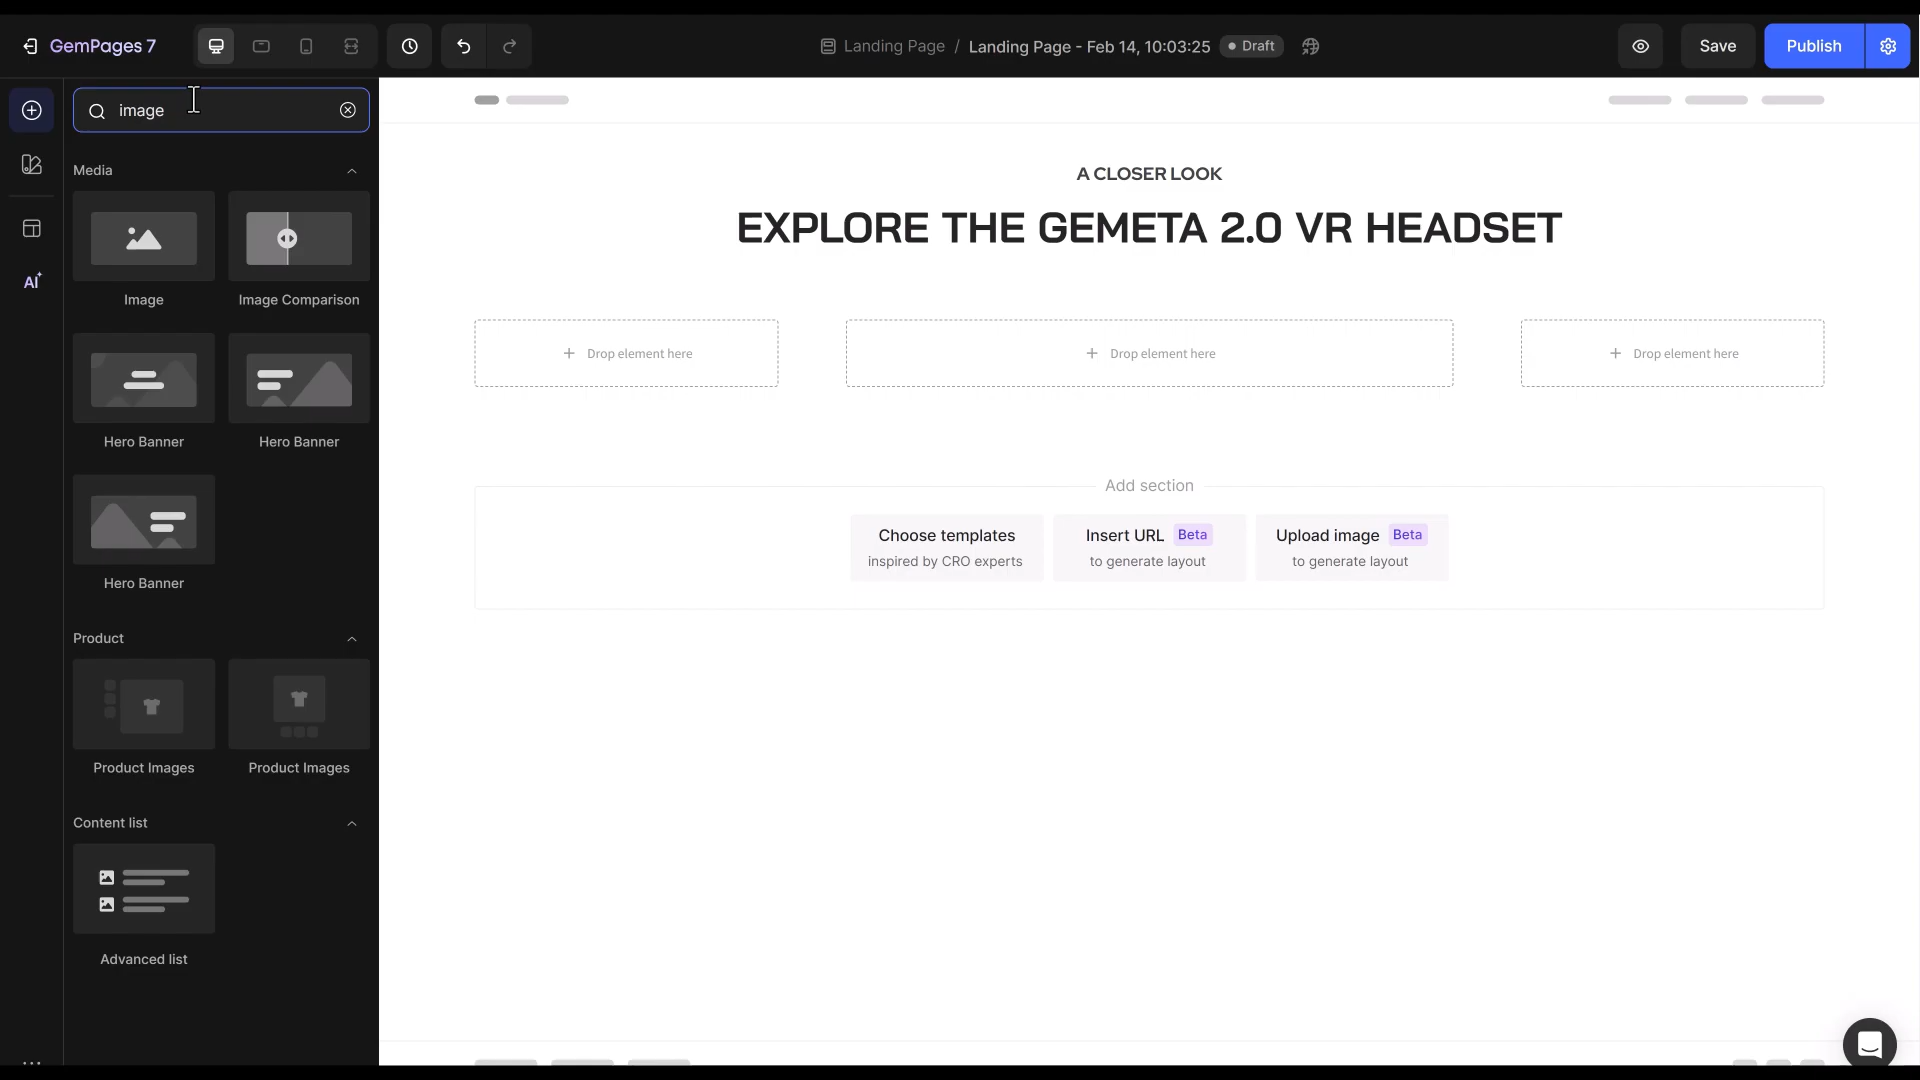 GemPages 7
Landing Page / Landing Page - Feb 14, 10:03:25 Draft
Save
Publish
image
Media
Image
Image Comparison
Hero Banner
Hero Banner
Hero Banner
Product
Product Images
Product Images
Content list
Advanced list
AI
A CLOSER LOOK
EXPLORE THE GEMETA 2.0 VR HEADSET
Drop element here
Drop element here
Drop element here
Add section
Choose templates
inspired by CRO experts
Insert URL Beta
to generate layout
Upload image Beta
to generate layout